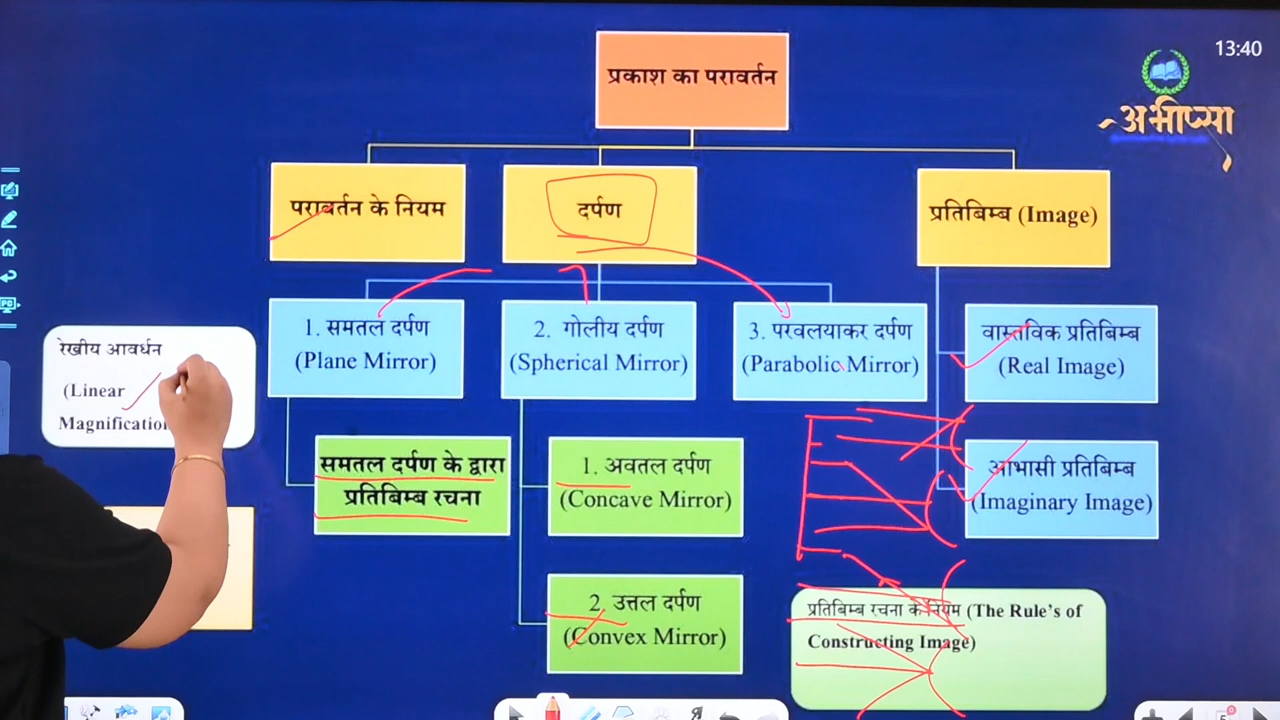 13:40
प्रकाश का परावर्तन
अभीप्सा
परावर्तन के नियम
दर्पण
प्रतिबिम्ब (Image)
1. समतल दर्पण
(Plane Mirror)
2. गोलीय दर्पण
(Spherical Mirror)
3. परवलयाकर दर्पण
(Parabolic Mirror)
वास्तविक प्रतिबिम्ब
(Real Image)
रेखीय आवर्धन
(Linear
समतल दर्पण के द्वारा
प्रतिबिम्ब रचना
1. अवतल दर्पण
(Concave Mirror)
आभासी प्रतिबिम्ब
(Imaginary Image)
2. उत्तल दर्पण
(Convex Mirror)
प्रतिबिम्ब रचना के नियम (The Rule's of
Constructing Image)